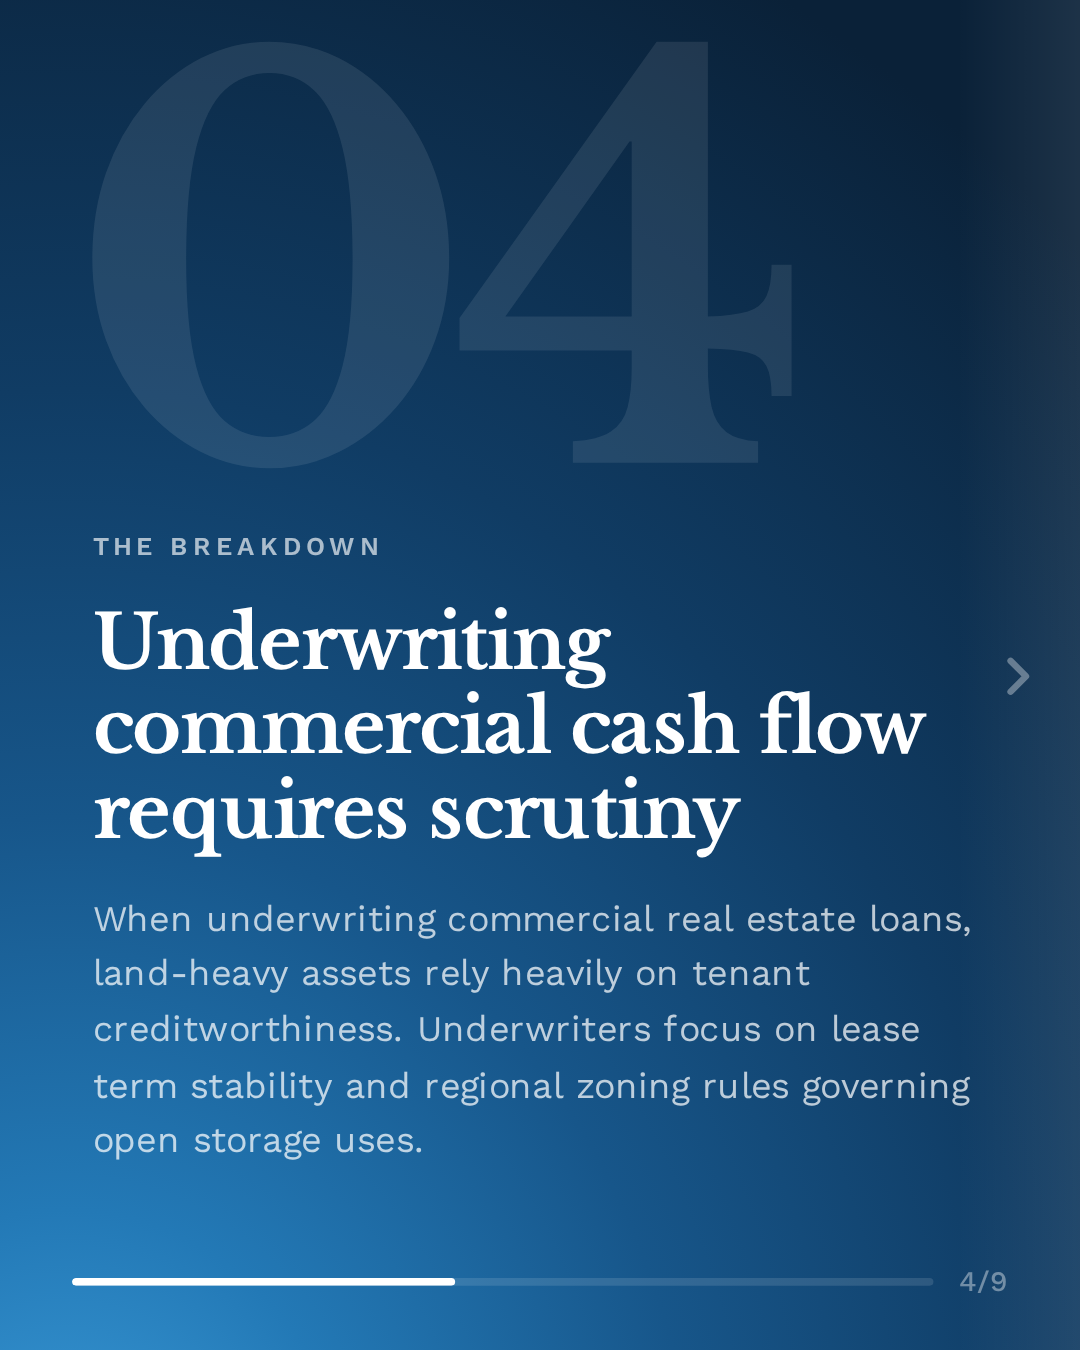 04
THE BREAKDOWN
Underwriting
commercial cash flow
requires scrutiny
When underwriting commercial real estate loans,
land-heavy assets rely heavily on tenant
creditworthiness. Underwriters focus on lease
term stability and regional zoning rules governing
open storage uses.
4/9